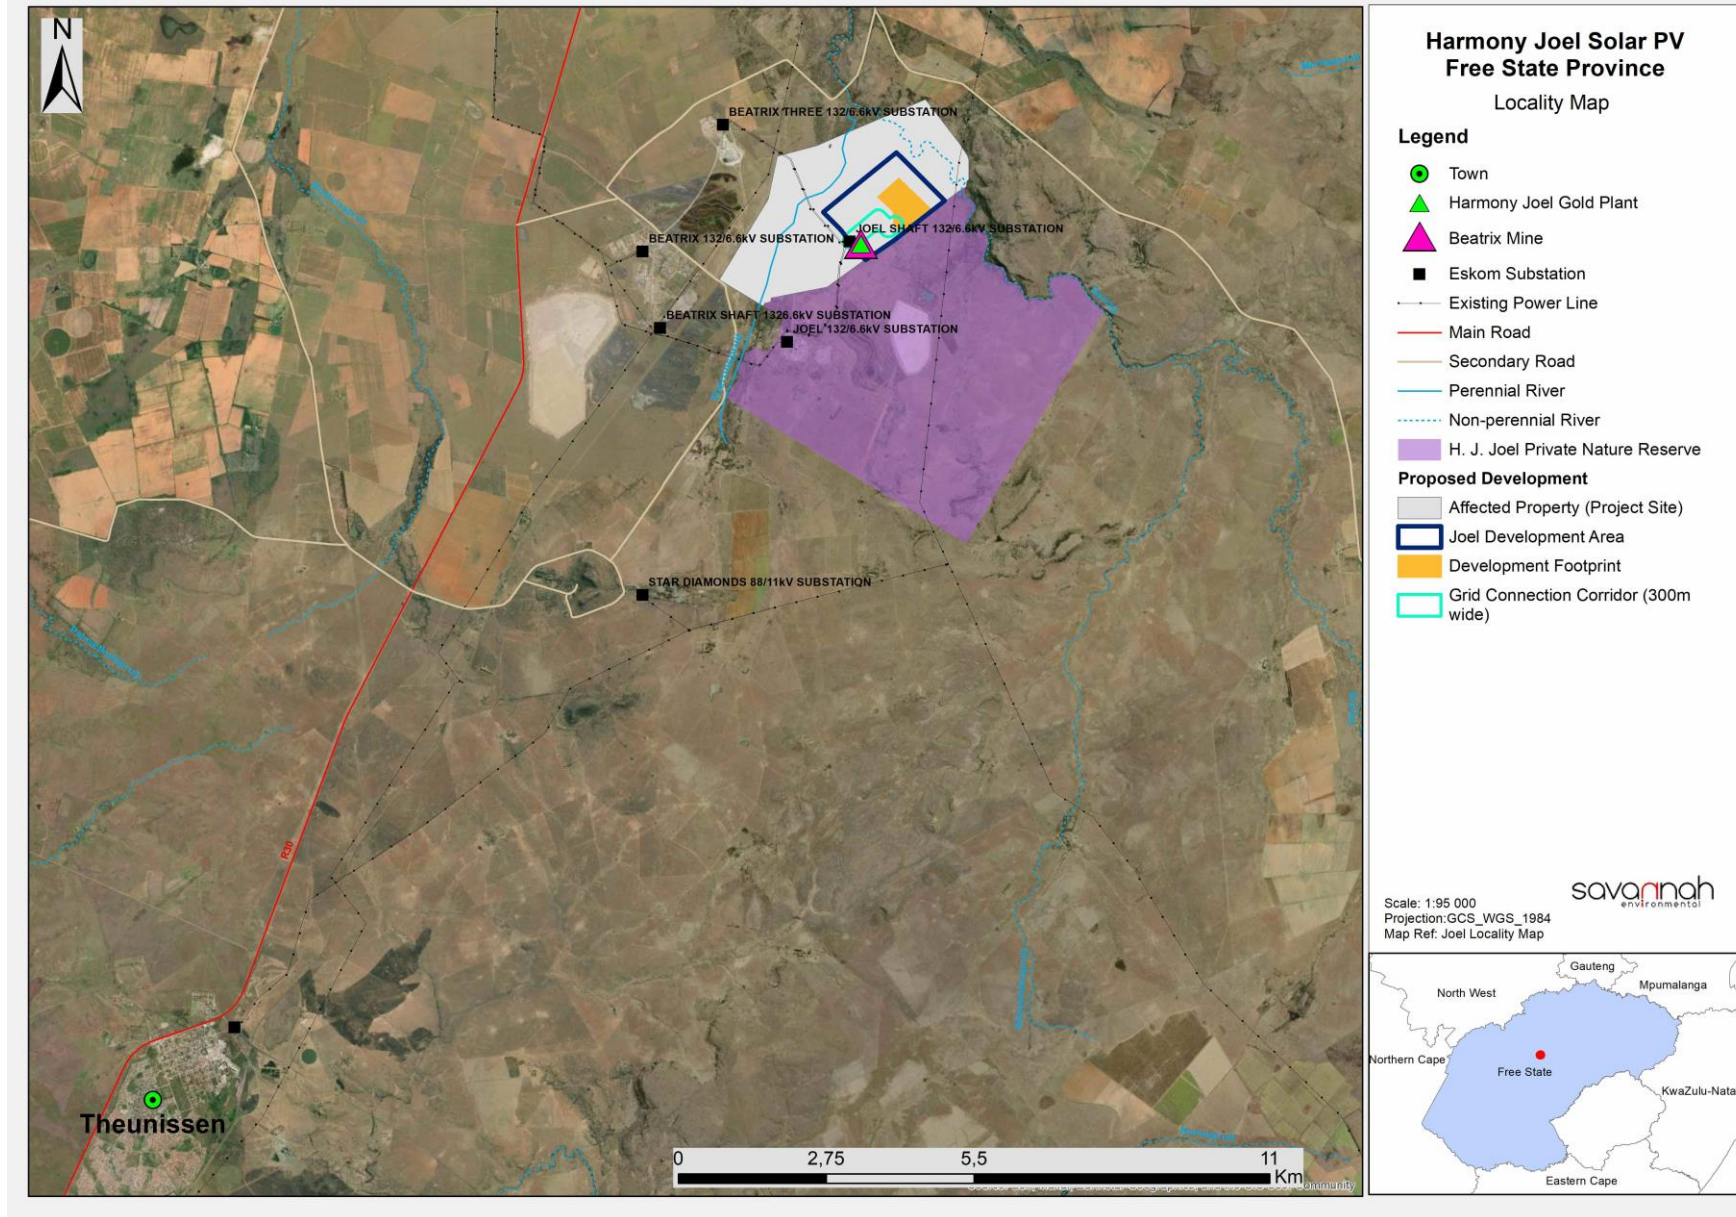 N
BEATRIX THREE 132/6.6kV SUBSTATION
JOEL SHAFT 132/6.6kV SUBSTATION
BEATRIX 132/6.6kV SUBSTATION
BEATRIX SHAFT 1326.6kV SUBSTATION
JOEL 132/6.6kV SUBSTATION
STAR DIAMONDS 88/11kV SUBSTATION
R30
Theunissen
0 2,75 5,5 11
Km
Community
Harmony Joel Solar PV
Free State Province
Locality Map
Legend
Town
Harmony Joel Gold Plant
Beatrix Mine
Eskom Substation
Existing Power Line
Main Road
Secondary Road
Perennial River
Non-perennial River
H. J. Joel Private Nature Reserve
Proposed Development
Affected Property (Project Site)
Joel Development Area
Development Footprint
Grid Connection Corridor (300m
wide)
savannah
environmental
Scale: 1:95 000
Projection:GCS_WGS_1984
Map Ref: Joel Locality Map
Gauteng
North West
Mpumalanga
Northern Cape
Free State
KwaZulu-Nata
Eastern Cape